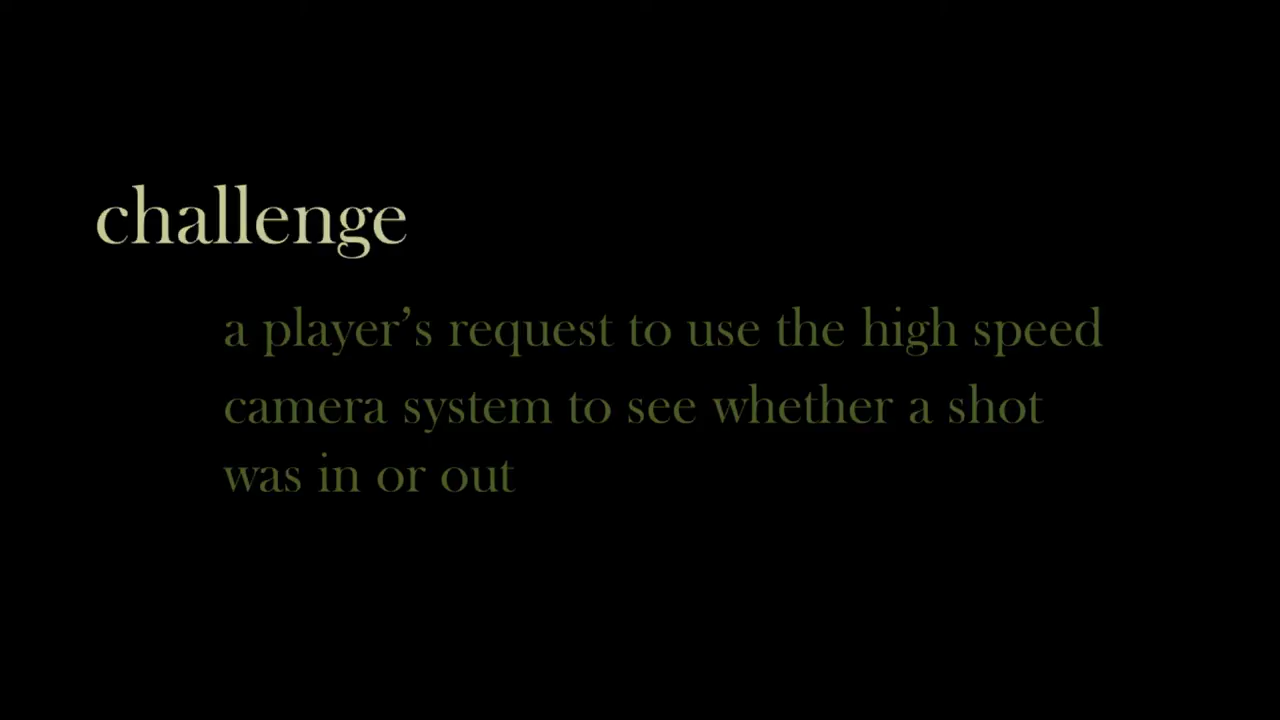 challenge
a player’s request to use the high speed
camera system to see whether a shot
was in or out